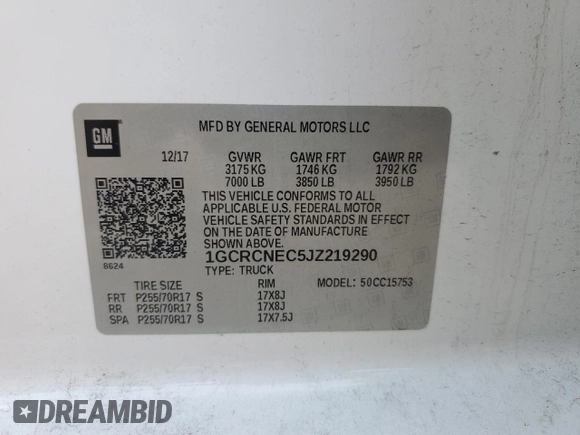 GM
MFD BY GENERAL MOTORS LLC
12/17 GVWR GAWR FRT GAWR RR
3175 KG 1746 KG 1792 KG
7000 LB 3850 LB 3950 LB
THIS VEHICLE CONFORMS TO ALL
APPLICABLE U.S. FEDERAL MOTOR
VEHICLE SAFETY STANDARDS IN EFFECT
ON THE DATE OF MANUFACTURE
SHOWN ABOVE.
8624
1GCRCNEC5JZ219290
TYPE: TRUCK MODEL: 50CC15753
TIRE SIZE RIM
FRT P255/70R17 S 17X8J
RR P255/70R17 S 17X8J
SPA P255/70R17 S 17X7.5J
DREAMBID